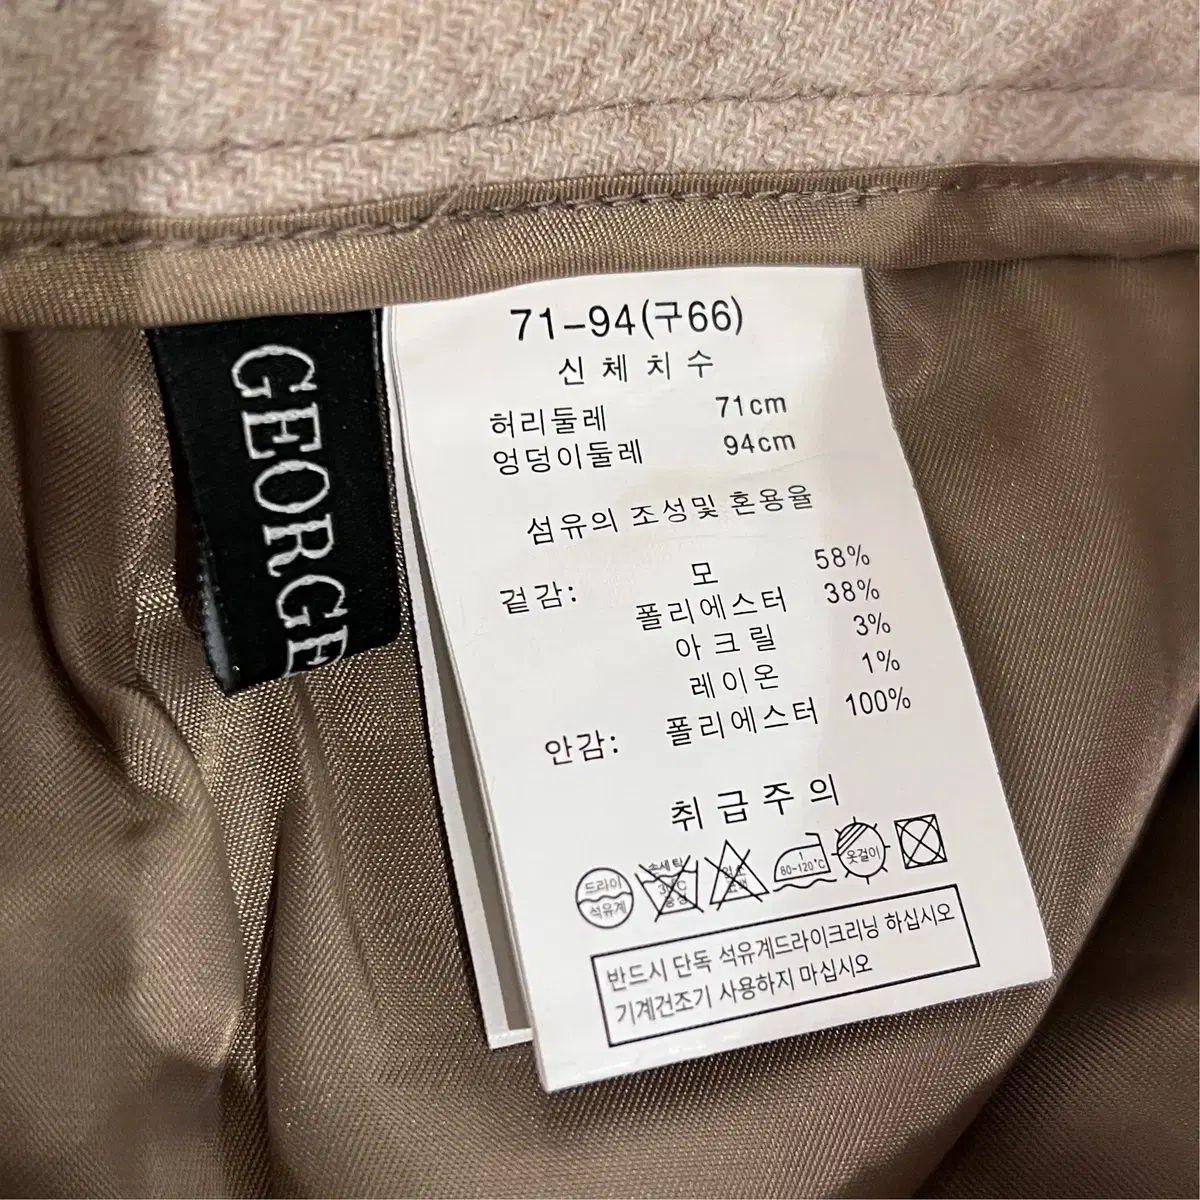 GEORGE
71-94(구66)
신체치수
허리둘레 71cm
엉덩이둘레 94cm
섬유의 조성및 혼용율
겉감: 모 58%
폴리에스터 38%
아크릴 3%
레이온 1%
안감: 폴리에스터 100%
취급주의
드라이
석유계
손세탁
30℃
중성
80-120℃
옷걸이
반드시 단독 석유계드라이크리닝 하십시오
기계건조기 사용하지 마십시오